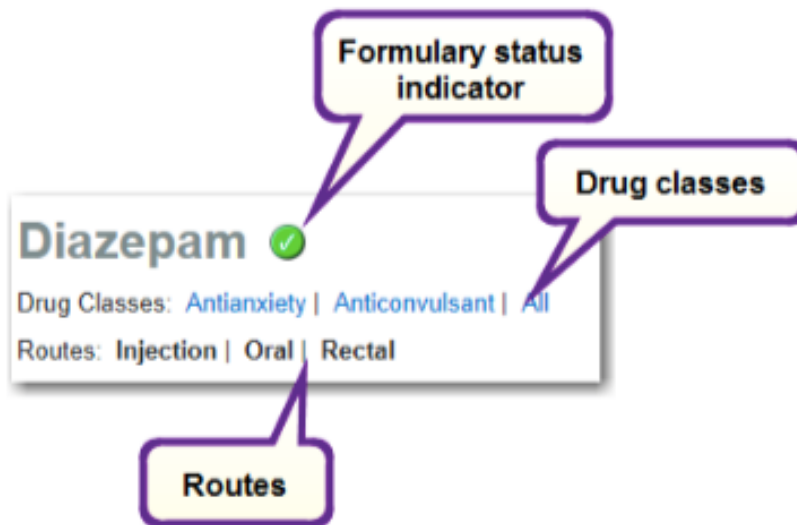 Formulary status
indicator
Drug classes
Diazepam
Drug Classes: Antianxiety | Anticonvulsant | All
Routes: Injection | Oral | Rectal
Routes